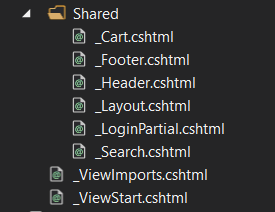 Shared
_Cart.cshtml
_Footer.cshtml
_Header.cshtml
_Layout.cshtml
_LoginPartial.cshtml
_Search.cshtml
_ViewImports.cshtml
_ViewStart.cshtml